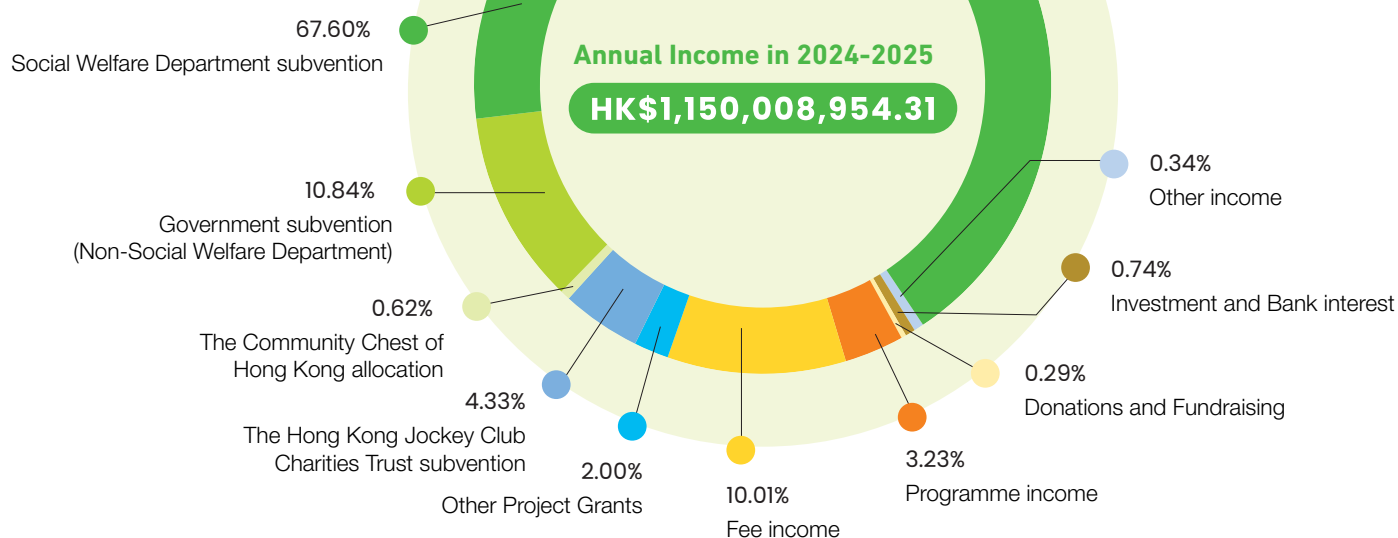 Annual Income in 2024-2025
HK$1,150,008,954.31
67.60%
Social Welfare Department subvention
10.84%
Government subvention
(Non-Social Welfare Department)
0.62%
The Community Chest of
Hong Kong allocation
4.33%
The Hong Kong Jockey Club
Charities Trust subvention
2.00%
Other Project Grants
10.01%
Fee income
3.23%
Programme income
0.29%
Donations and Fundraising
0.74%
Investment and Bank interest
0.34%
Other income